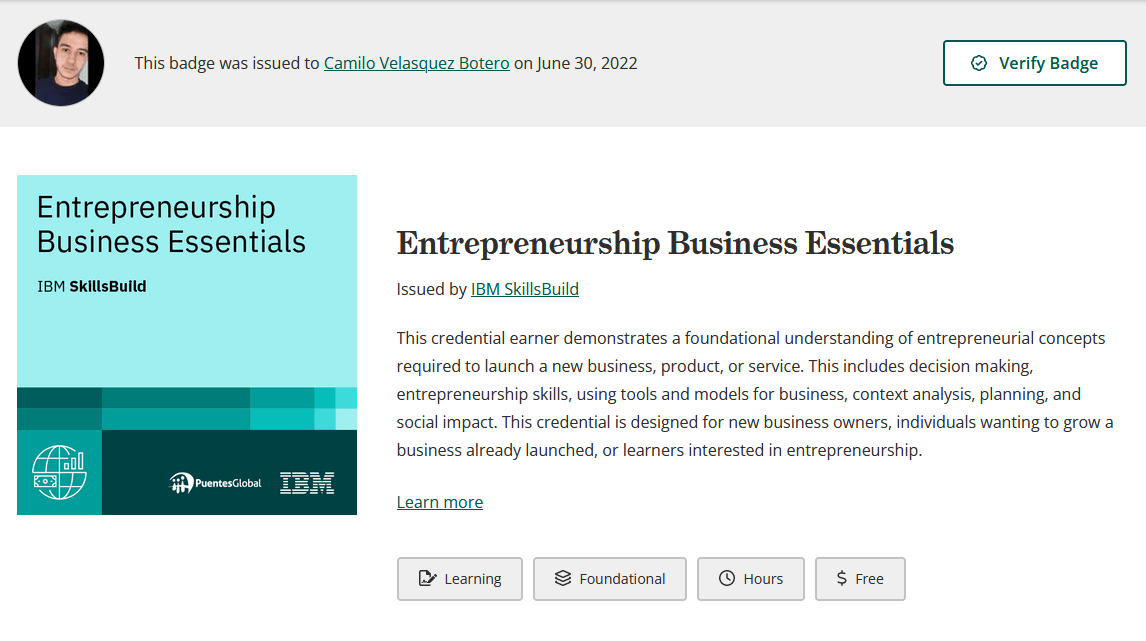 This badge was issued to Camilo Velasquez Botero on June 30, 2022
Verify Badge
Entrepreneurship
Business Essentials
IBM SkillsBuild
PuentesGlobal
IBM
Entrepreneurship Business Essentials
Issued by IBM SkillsBuild
This credential earner demonstrates a foundational understanding of entrepreneurial concepts
required to launch a new business, product, or service. This includes decision making,
entrepreneurship skills, using tools and models for business, context analysis, planning, and
social impact. This credential is designed for new business owners, individuals wanting to grow a
business already launched, or learners interested in entrepreneurship.
Learn more
Learning
Foundational
Hours
$ Free